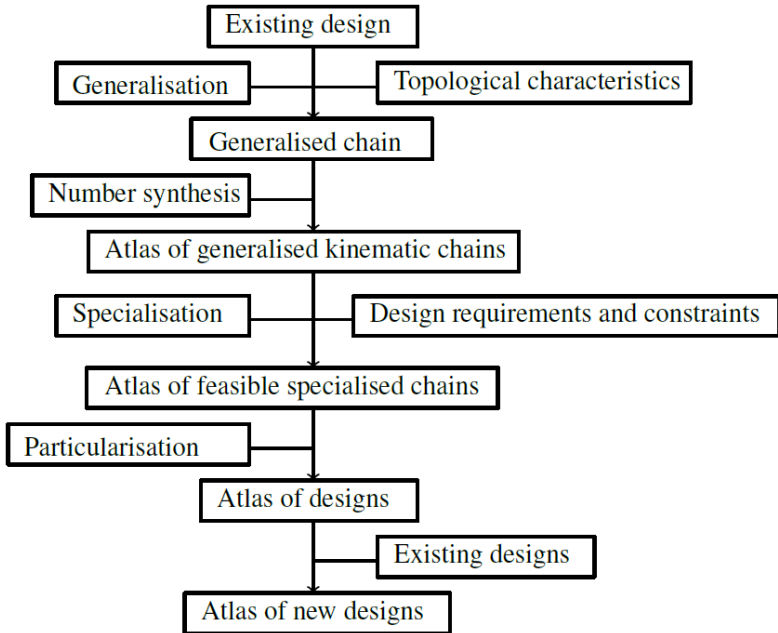 Existing design
Generalisation
Topological characteristics
Generalised chain
Number synthesis
Atlas of generalised kinematic chains
Specialisation
Design requirements and constraints
Atlas of feasible specialised chains
Particularisation
Atlas of designs
Existing designs
Atlas of new designs